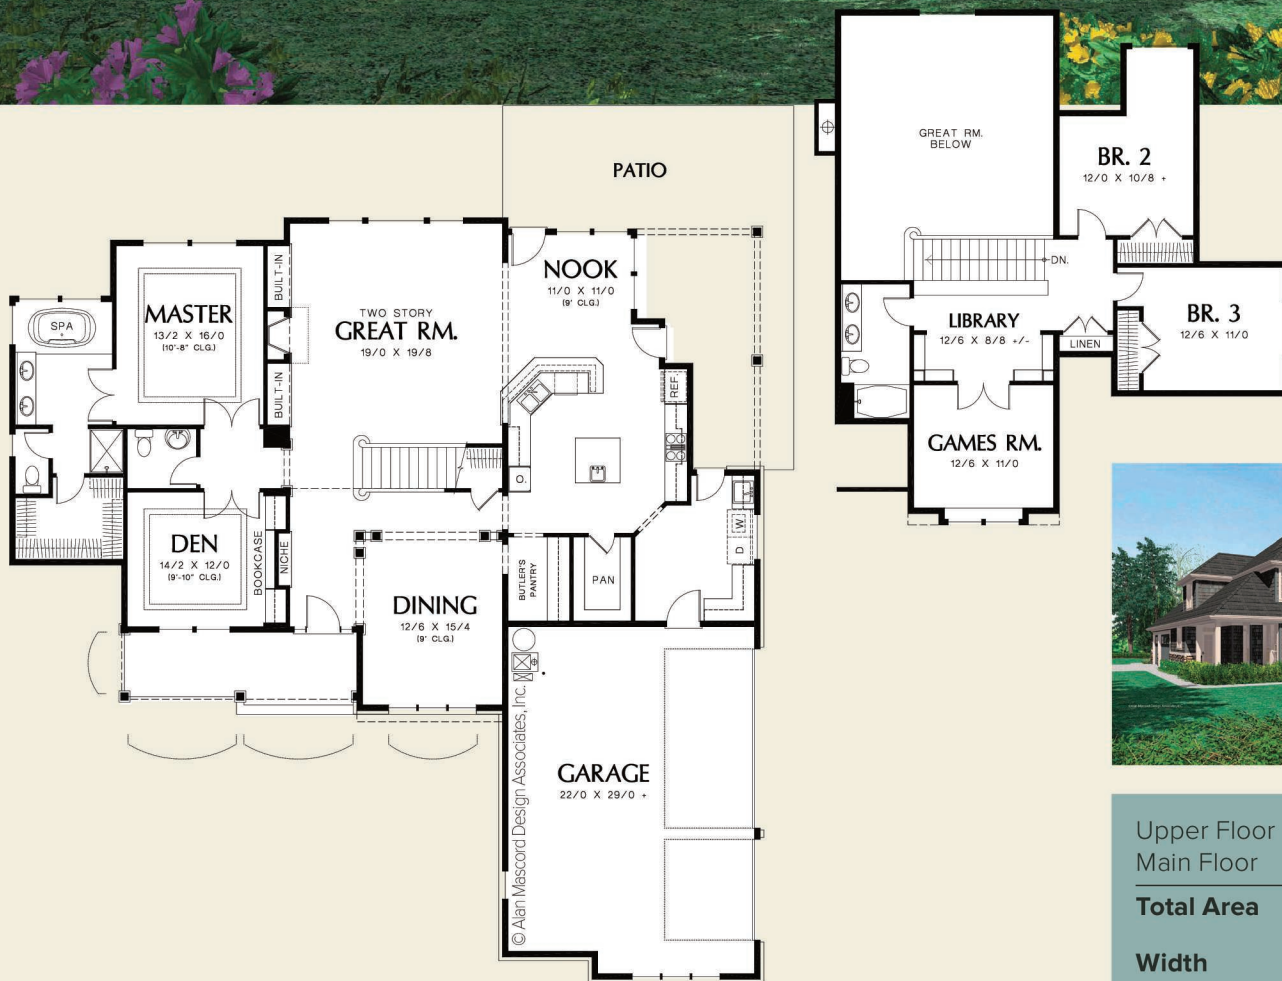 PATIO
NOOK
11/0 X 11/0
(9' CLG.)
BUILT-IN
MASTER
13/2 X 16/0
(10'-8" CLG.)
SPA
TWO STORY
GREAT RM.
19/0 X 19/8
BUILT-IN
REF.
O.
W.
D
DEN
14/2 X 12/0
(9'-10" CLG.)
BOOKCASE
NICHE
DINING
12/6 X 15/4
(9' CLG.)
BUTLER'S
PANTRY
PAN
GARAGE
22/0 X 29/0 +
© Alan Mascord Design Associates, Inc.
GREAT RM.
BELOW
BR. 2
12/0 X 10/8 +
DN.
LIBRARY
12/6 X 8/8 +/-
LINEN
BR. 3
12/6 X 11/0
GAMES RM.
12/6 X 11/0
Upper Floor
Main Floor
Total Area
Width